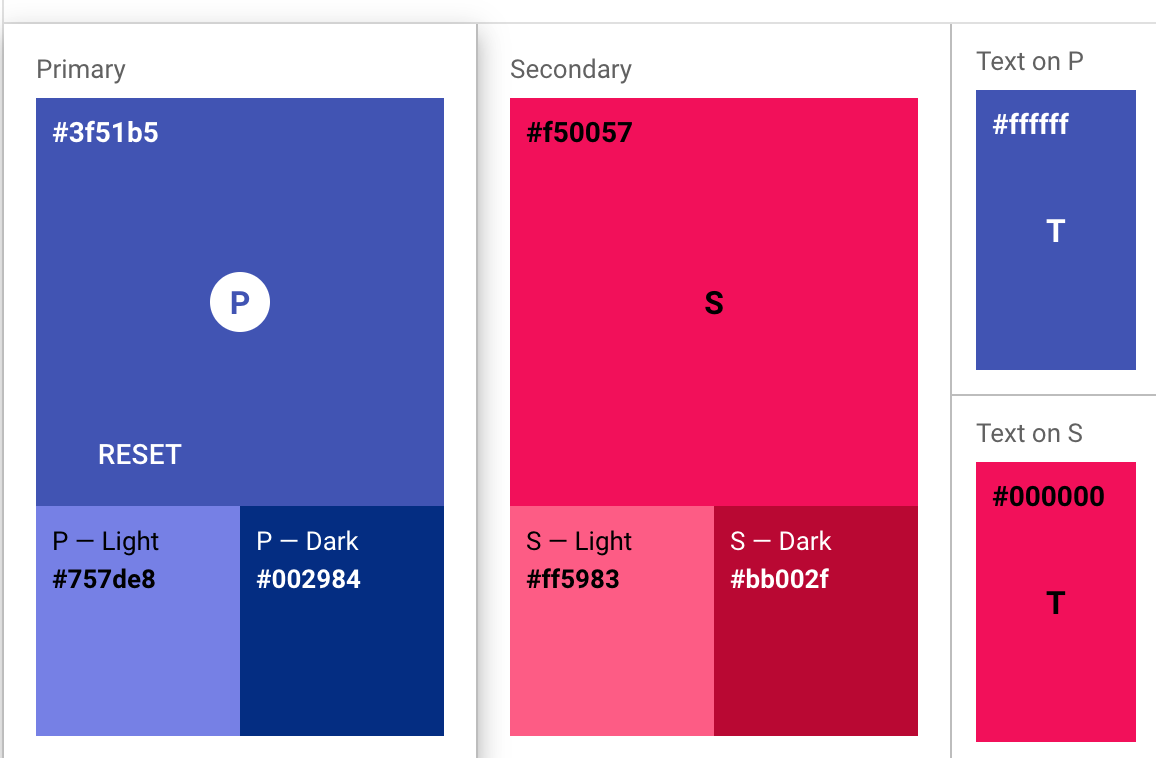 Primary
#3f51b5
P
RESET
P — Light
#757de8
P — Dark
#002984
Secondary
#f50057
S
S — Light
#ff5983
S — Dark
#bb002f
Text on P
#ffffff
T
Text on S
#000000
T